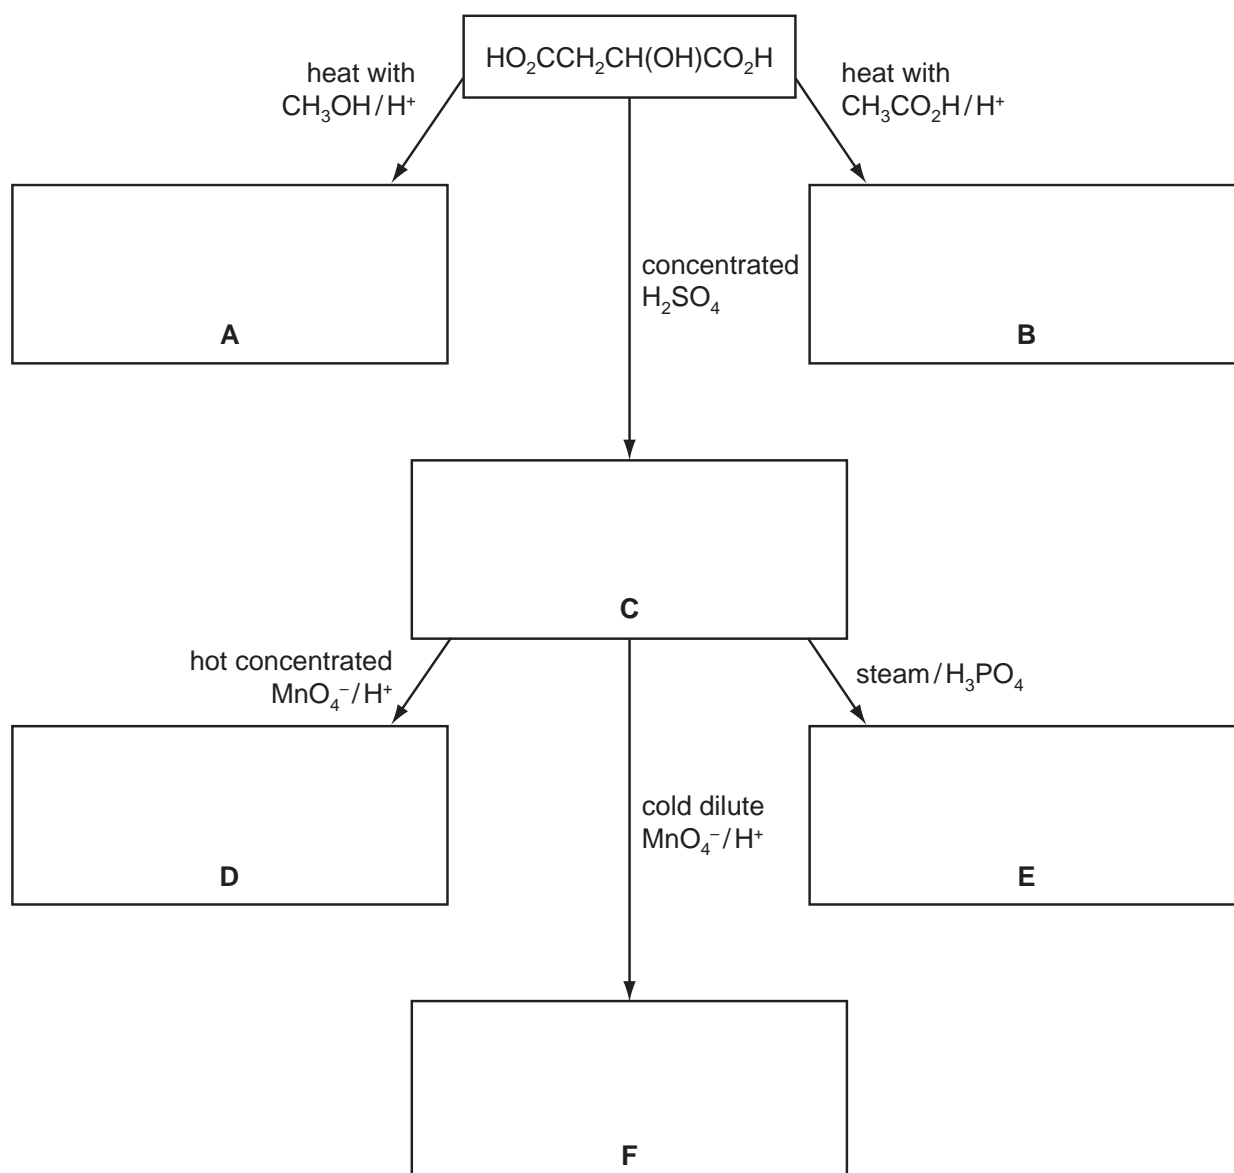 HO₂CCH₂CH(OH)CO₂H
heat with
CH₃OH/H⁺
heat with
CH₃CO₂H/H⁺
concentrated
H₂SO₄
A
B
C
hot concentrated
MnO₄⁻/H⁺
steam/H₃PO₄
cold dilute
MnO₄⁻/H⁺
D
E
F